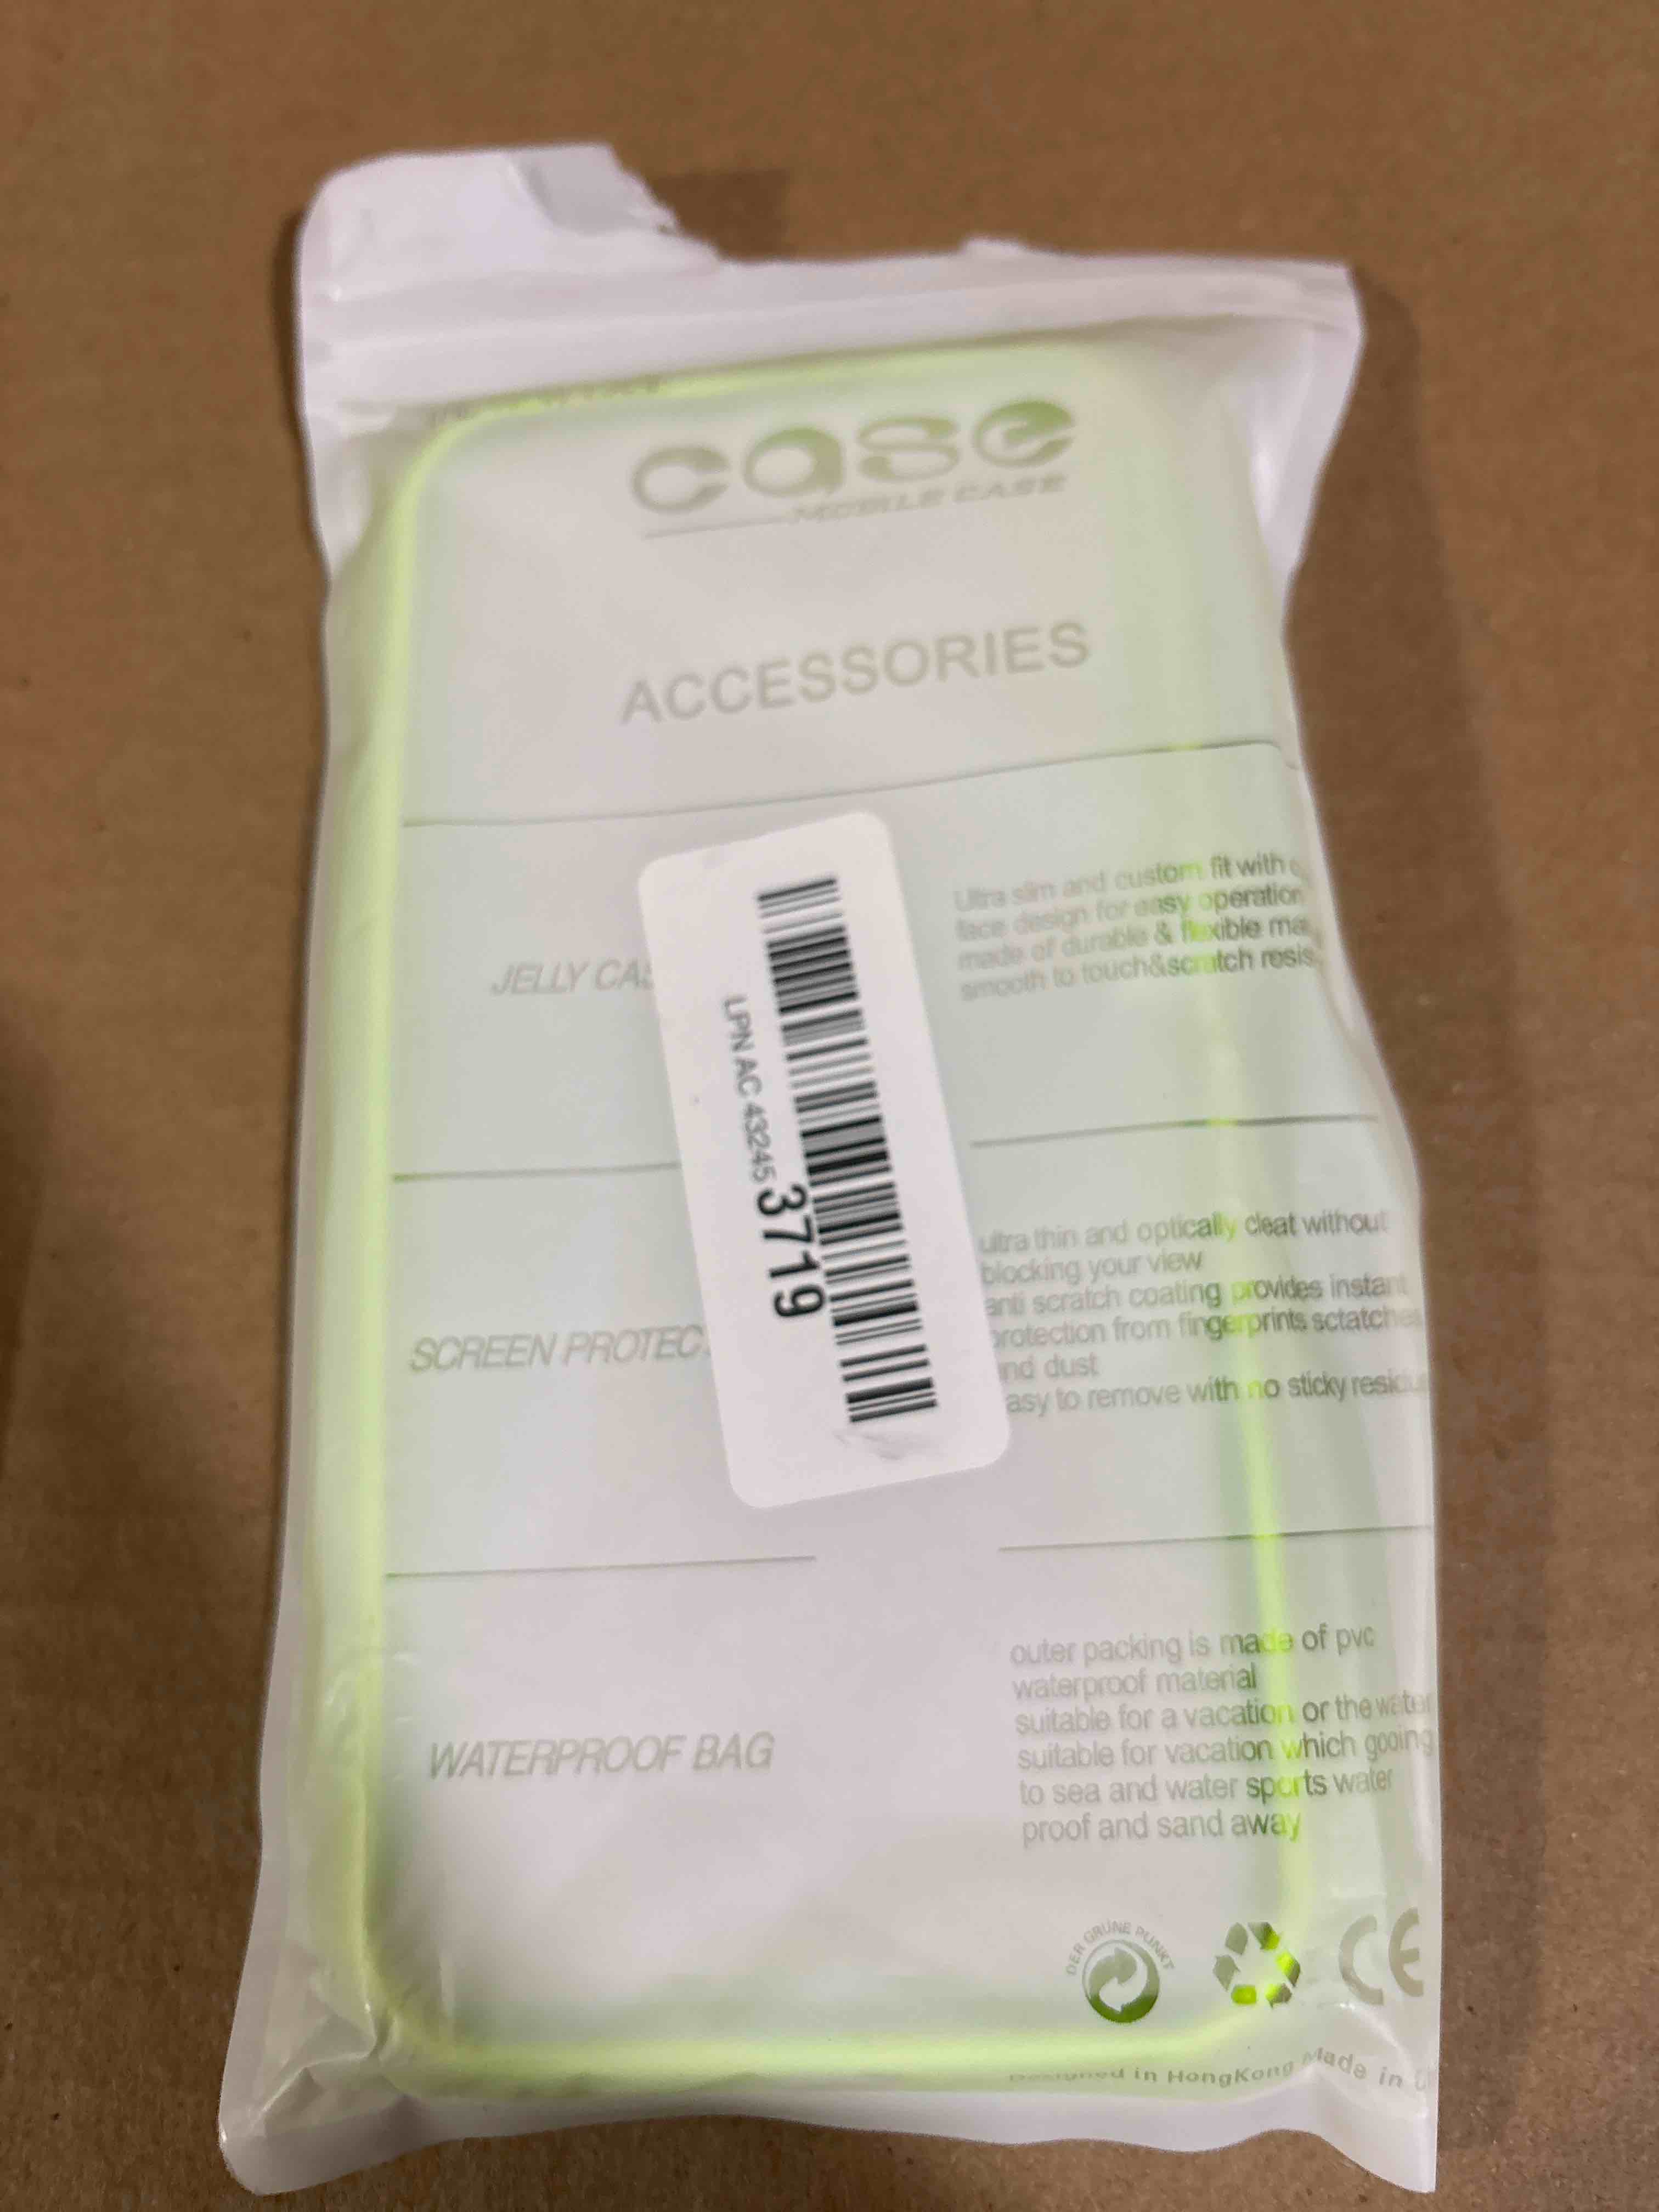 case
MOBILE CASE
ACCESSORIES
JELLY CAS
Ultra slim and custom fit with
face design for easy operation
made of durable & flexible ma
smooth to touch&scratch resis
LPN AC 43245 3719
SCREEN PROTEC
ultra thin and optically cleat without
blocking your view
anti scratch coating provides instant
protection from fingerprints sctatches
nd dust
asy to remove with no sticky residu
WATERPROOF BAG
outer packing is made of pvc
waterproof material
suitable for a vacation or the water
suitable for vacation which gooing
to sea and water sports water
proof and sand away
DER GRÜNE PUNKT
CE
Designed in HongKong Made in